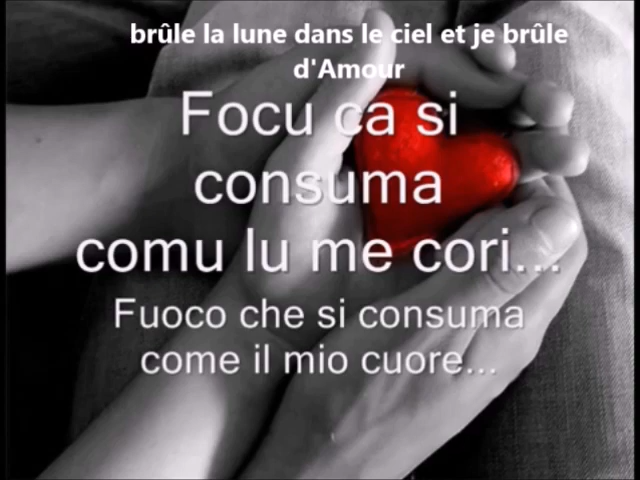 brûle la lune dans le ciel et je brûle
d'Amour
Focu ca si
consuma
comu lu me cori...
Fuoco che si consuma
come il mio cuore...